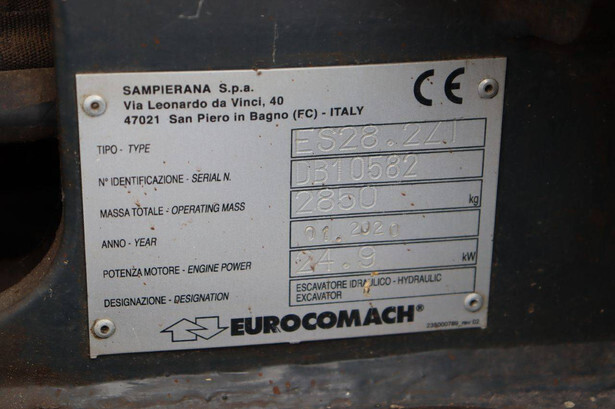 SAMPIERANA S.p.a.
Via Leonardo da Vinci, 40
47021 San Piero in Bagno (FC) - ITALY
CE
TIPO - TYPE ES28.2ZT
N° IDENTIFICAZIONE - SERIAL N. DB10582
MASSA TOTALE - OPERATING MASS 2850 kg
ANNO - YEAR 01.2020
POTENZA MOTORE - ENGINE POWER 24.9 kW
DESIGNAZIONE - DESIGNATION ESCAVATORE IDRAULICO - HYDRAULIC
EXCAVATOR
EUROCOMACH®